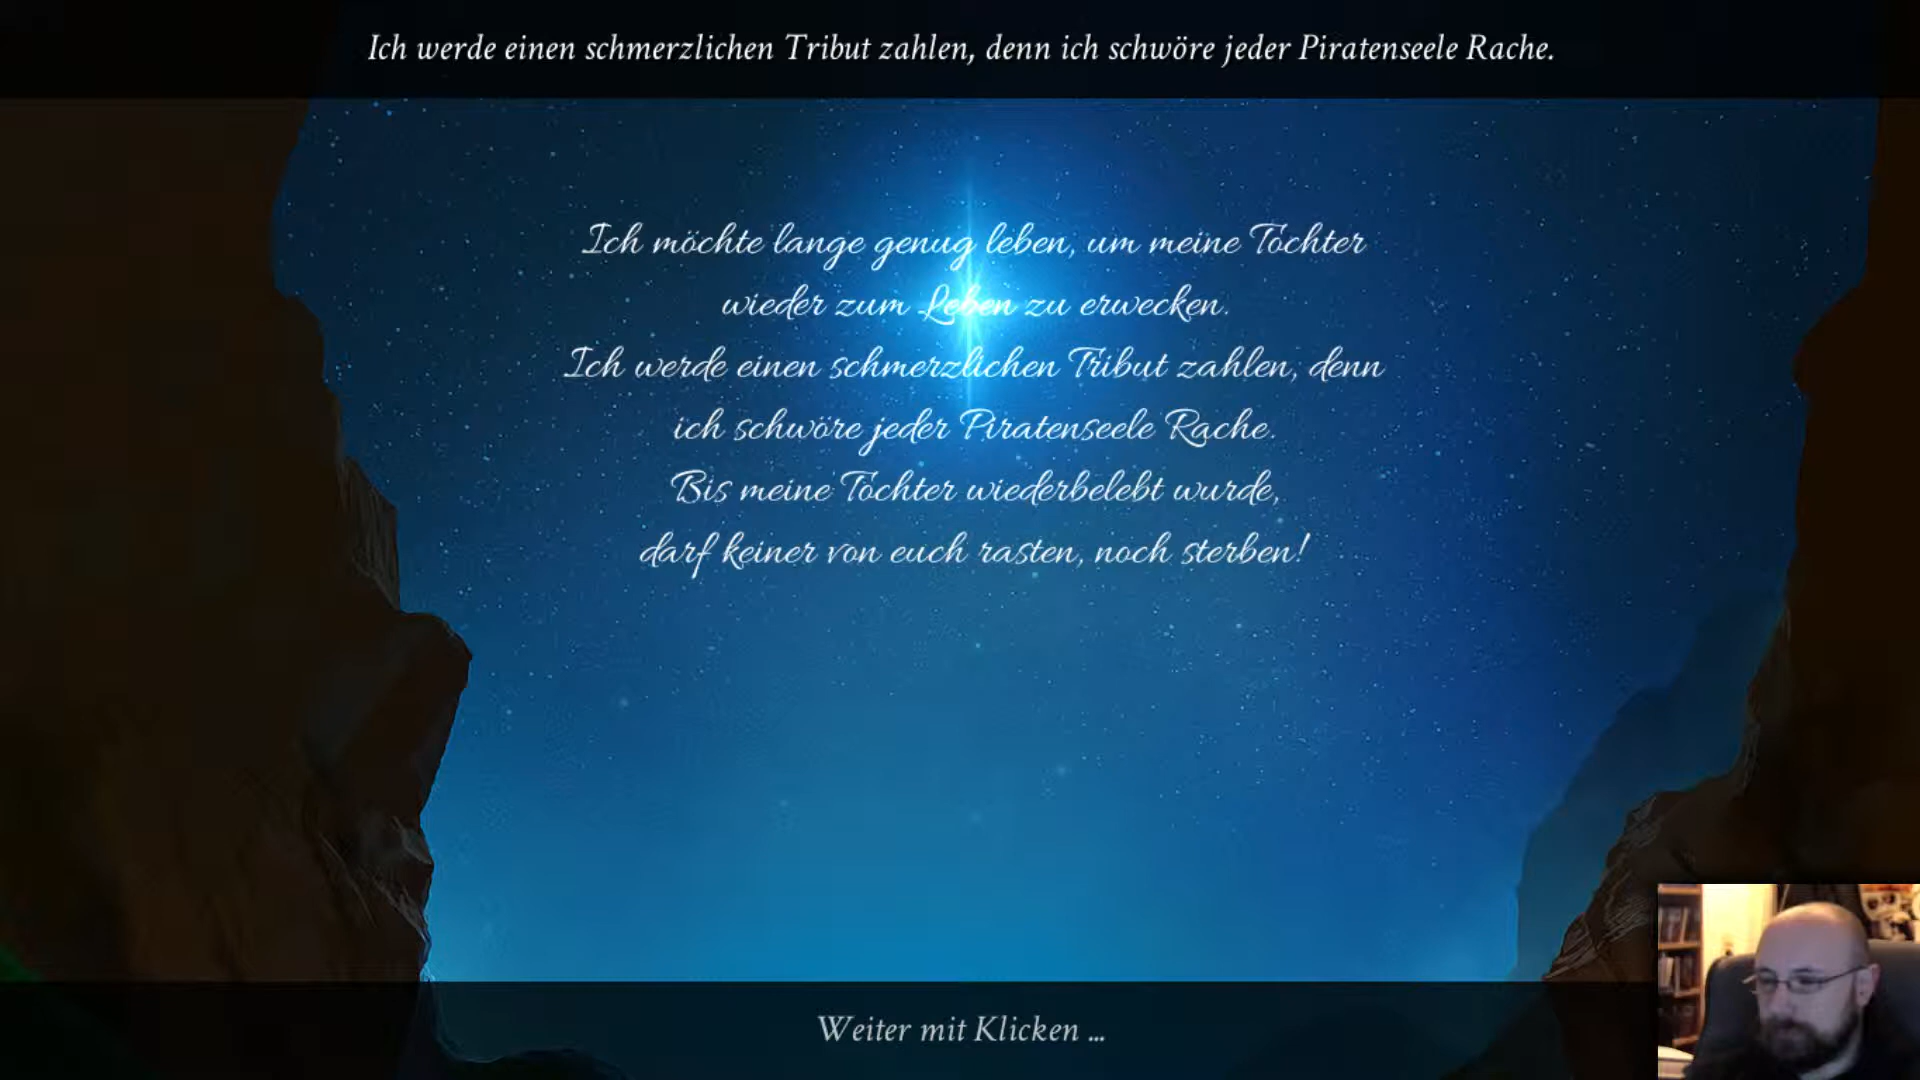 Ich werde einen schmerzlichen Tribut zahlen, denn ich schwöre jeder Piratenseele Rache.
Ich möchte lange genug leben, um meine Tochter
wieder zum Leben zu erwecken.
Ich werde einen schmerzlichen Tribut zahlen, denn
ich schwöre jeder Piratenseele Rache.
Bis meine Tochter wiederbelebt wurde,
darf keiner von euch rasten, noch sterben!
Weiter mit Klicken ...